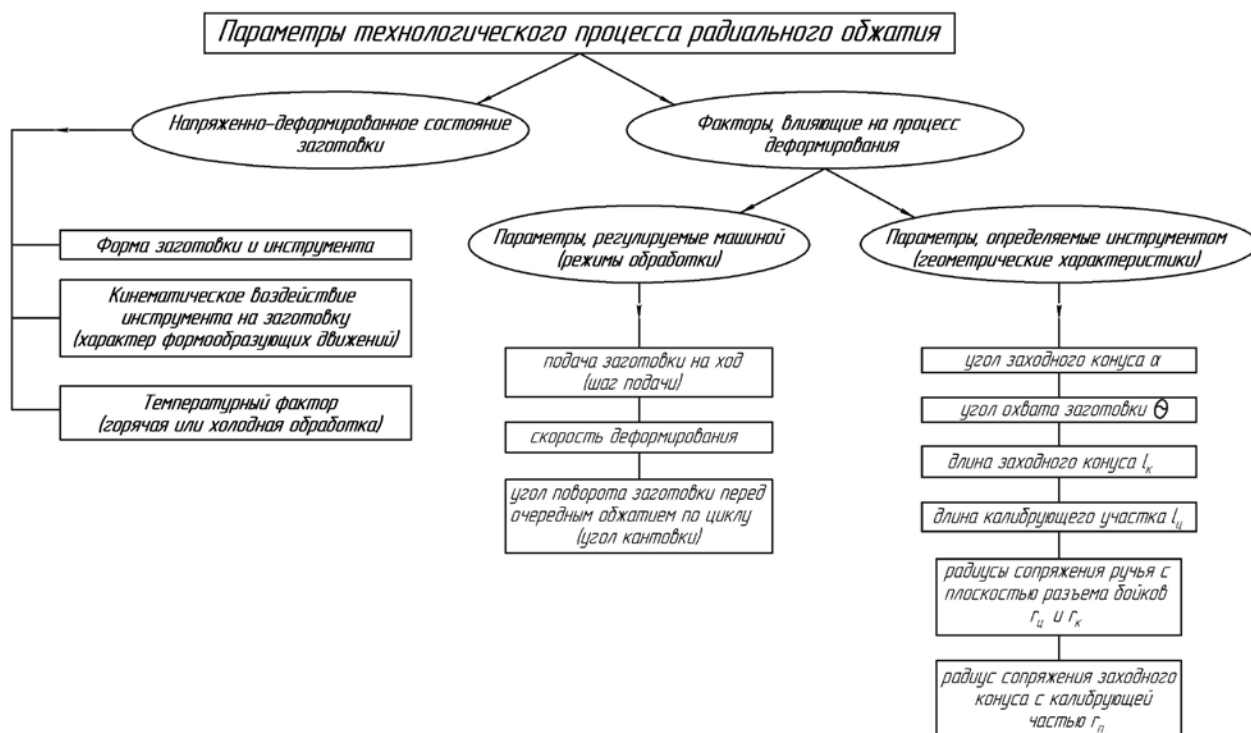 Параметры технологического процесса радиального обжатия
Напряженно-деформированное состояние
заготовки
Факторы, влияющие на процесс
деформирования
Форма заготовки и инструмента
Кинематическое воздействие
инструмента на заготовку
(характер формообразующих движений)
Температурный фактор
(горячая или холодная обработка)
Параметры, регулируемые машиной
(режимы обработки)
подача заготовки на ход
(шаг подачи)
скорость деформирования
угол поворота заготовки перед
очередным обжатием по циклу
(угол кантовки)
Параметры, определяемые инструментом
(геометрические характеристики)
угол заходного конуса α
угол охвата заготовки Θ
длина заходного конуса lк
длина калибрующего участка lц
радиусы сопряжения ручья с
плоскостью разъема бойков
rц и rк
радиус сопряжения заходного
конуса с калибрующей
частью rп